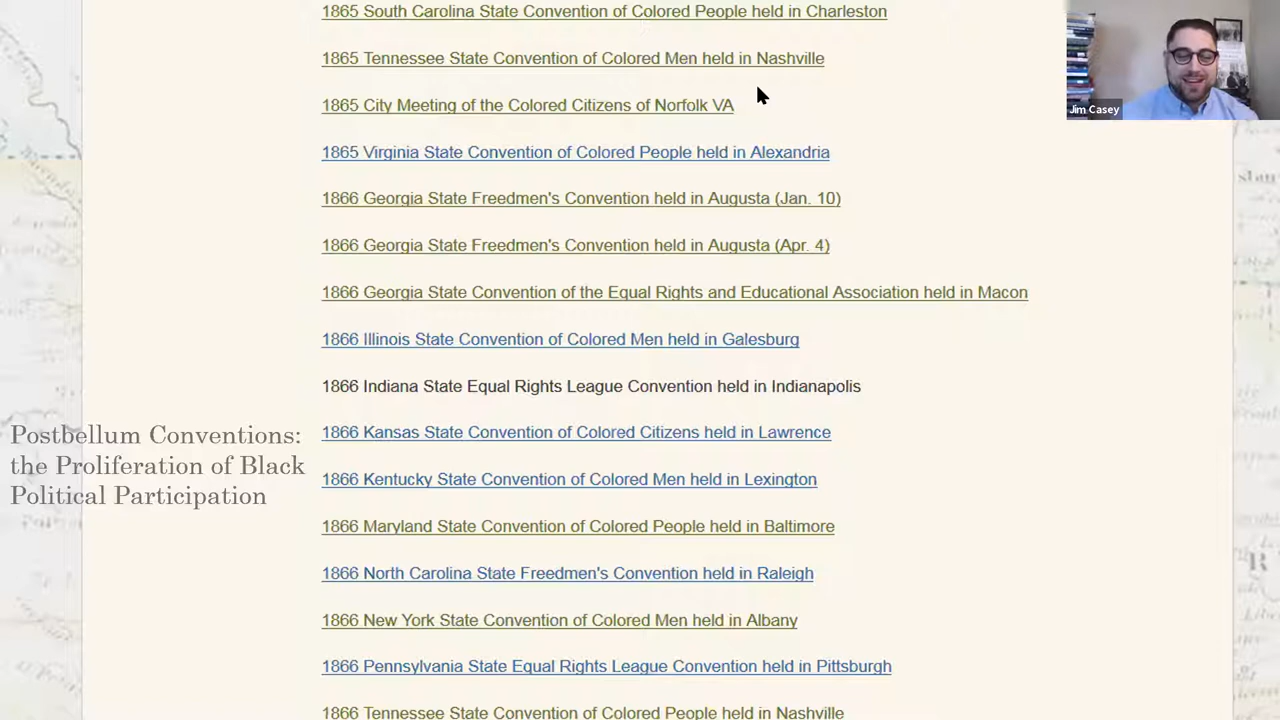 1865 South Carolina State Convention of Colored People held in Charleston
1865 Tennessee State Convention of Colored Men held in Nashville
1865 City Meeting of the Colored Citizens of Norfolk VA
1865 Virginia State Convention of Colored People held in Alexandria
1866 Georgia State Freedmen's Convention held in Augusta (Jan. 10)
1866 Georgia State Freedmen's Convention held in Augusta (Apr. 4)
1866 Georgia State Convention of the Equal Rights and Educational Association held in Macon
1866 Illinois State Convention of Colored Men held in Galesburg
1866 Indiana State Equal Rights League Convention held in Indianapolis
1866 Kansas State Convention of Colored Citizens held in Lawrence
1866 Kentucky State Convention of Colored Men held in Lexington
1866 Maryland State Convention of Colored People held in Baltimore
1866 North Carolina State Freedmen's Convention held in Raleigh
1866 New York State Convention of Colored Men held in Albany
1866 Pennsylvania State Equal Rights League Convention held in Pittsburgh
1866 Tennessee State Convention of Colored People held in Nashville
Postbellum Conventions:
the Proliferation of Black
Political Participation
Jim Casey